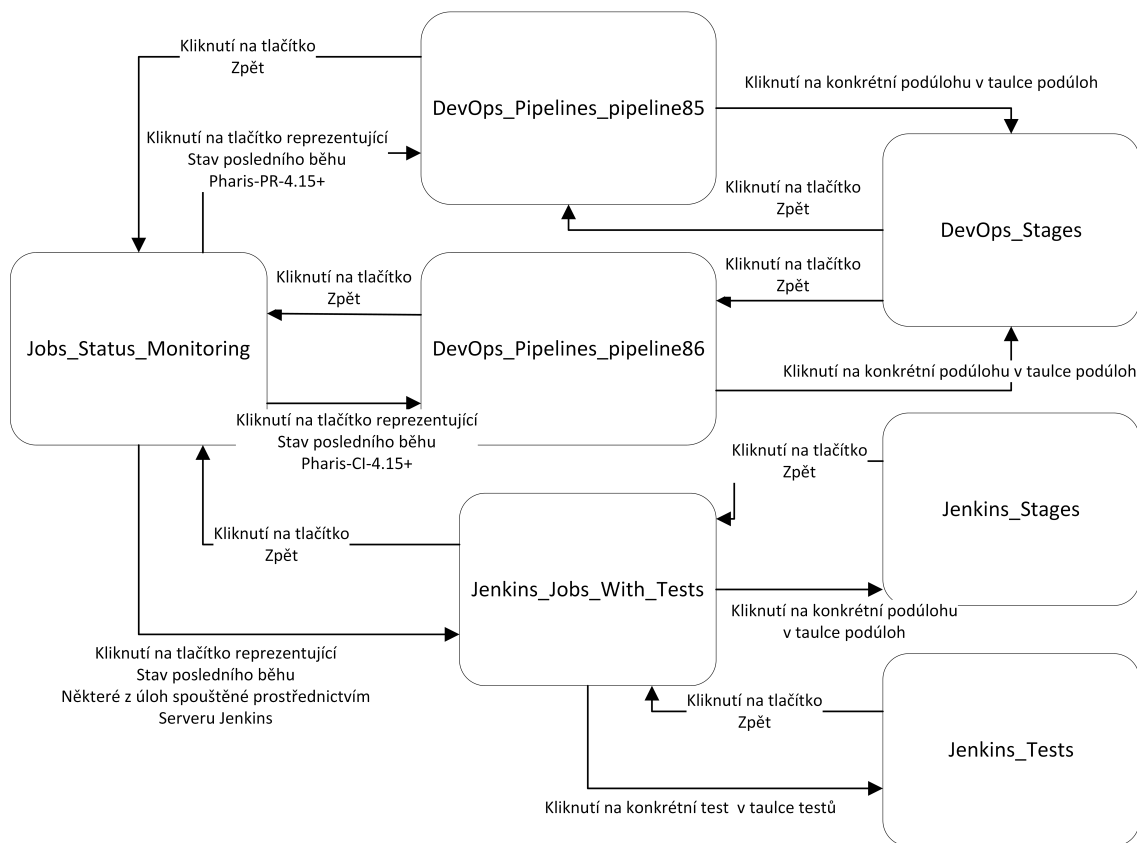 Kliknutí na tlačítko
Zpět
DevOps_Pipelines_pipeline85
Kliknutí na konkrétní podúlohu v taulce podúloh
Kliknutí na tlačítko reprezentující
Stav posledního běhu
Pharis-PR-4.15+
Kliknutí na tlačítko
Zpět
DevOps_Stages
Kliknutí na tlačítko
Zpět
Kliknutí na tlačítko
Zpět
Jobs_Status_Monitoring
DevOps_Pipelines_pipeline86
Kliknutí na konkrétní podúlohu v taulce podúloh
Kliknutí na tlačítko reprezentující
Stav posledního běhu
Pharis-CI-4.15+
Kliknutí na tlačítko
Zpět
Jenkins_Stages
Kliknutí na tlačítko
Zpět
Jenkins_Jobs_With_Tests
Kliknutí na konkrétní podúlohu
v taulce podúloh
Kliknutí na tlačítko reprezentující
Stav posledního běhu
Některé z úloh spouštěné prostřednictvím
Serveru Jenkins
Kliknutí na tlačítko
Zpět
Jenkins_Tests
Kliknutí na konkrétní test v taulce testů